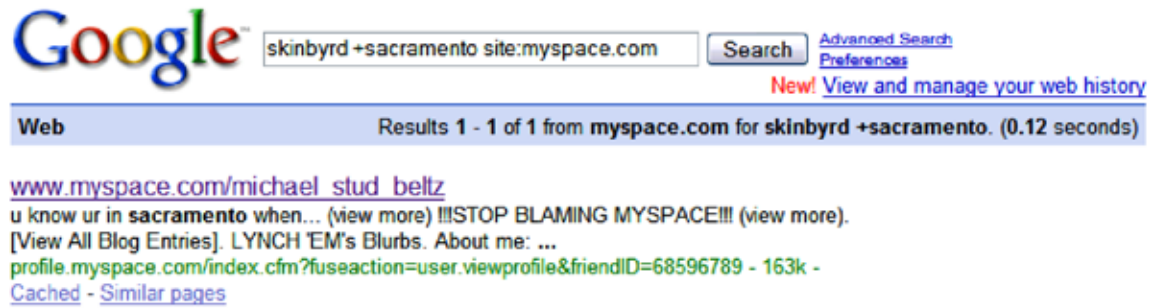 Google™
skinbyrd +sacramento site:myspace.com
Search
Advanced Search
Preferences
New! View and manage your web history
Web
Results 1 - 1 of 1 from myspace.com for skinbyrd +sacramento. (0.12 seconds)
www.myspace.com/michael_stud_beltz
u know ur in sacramento when... (view more) !!!STOP BLAMING MYSPACE!!! (view more).
[View All Blog Entries]. LYNCH 'EM's Blurbs. About me: ...
profile.myspace.com/index.cfm?fuseaction=user.viewprofile&friendID=68596789 - 163k -
Cached - Similar pages